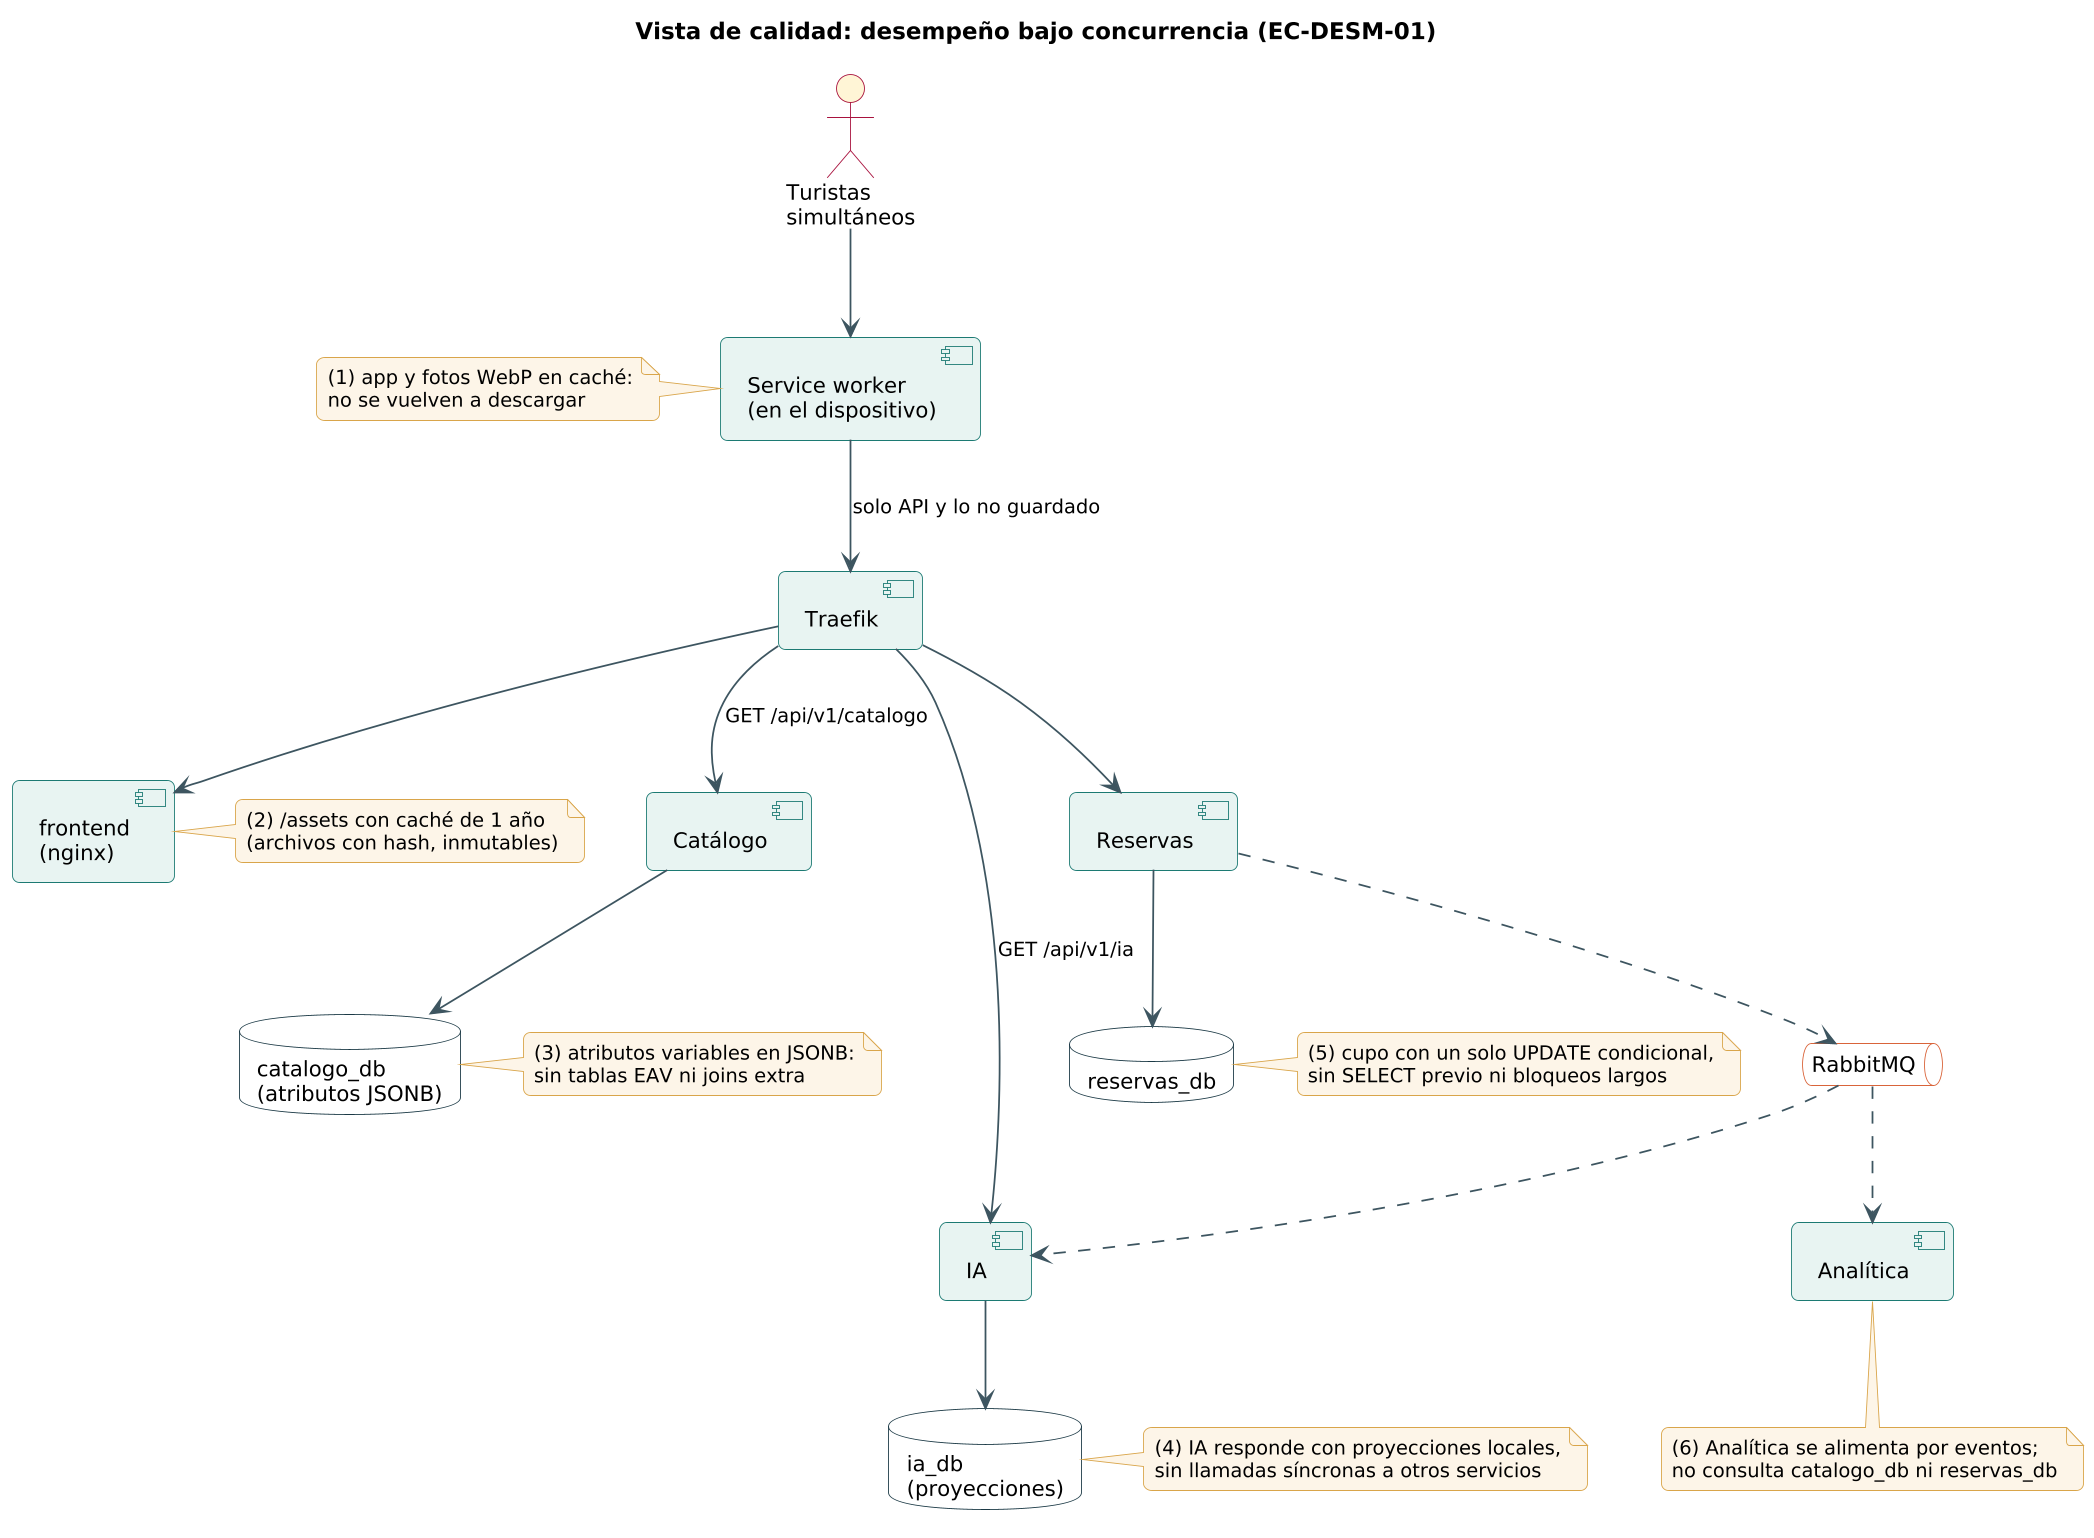 Vista de calidad: desempeño bajo concurrencia (EC-DESM-01)
Turistas
simultáneos
(1) app y fotos WebP en caché:
no se vuelven a descargar
Service worker
(en el dispositivo)
solo API y lo no guardado
Traefik
GET /api/v1/catalogo
frontend
(nginx)
(2) /assets con caché de 1 año
(archivos con hash, inmutables)
Catálogo
Reservas
GET /api/v1/ia
catalogo_db
(atributos JSONB)
(3) atributos variables en JSONB:
sin tablas EAV ni joins extra
reservas_db
(5) cupo con un solo UPDATE condicional,
sin SELECT previo ni bloqueos largos
RabbitMQ
IA
Analítica
ia_db
(proyecciones)
(4) IA responde con proyecciones locales,
sin llamadas síncronas a otros servicios
(6) Analítica se alimenta por eventos;
no consulta catalogo_db ni reservas_db